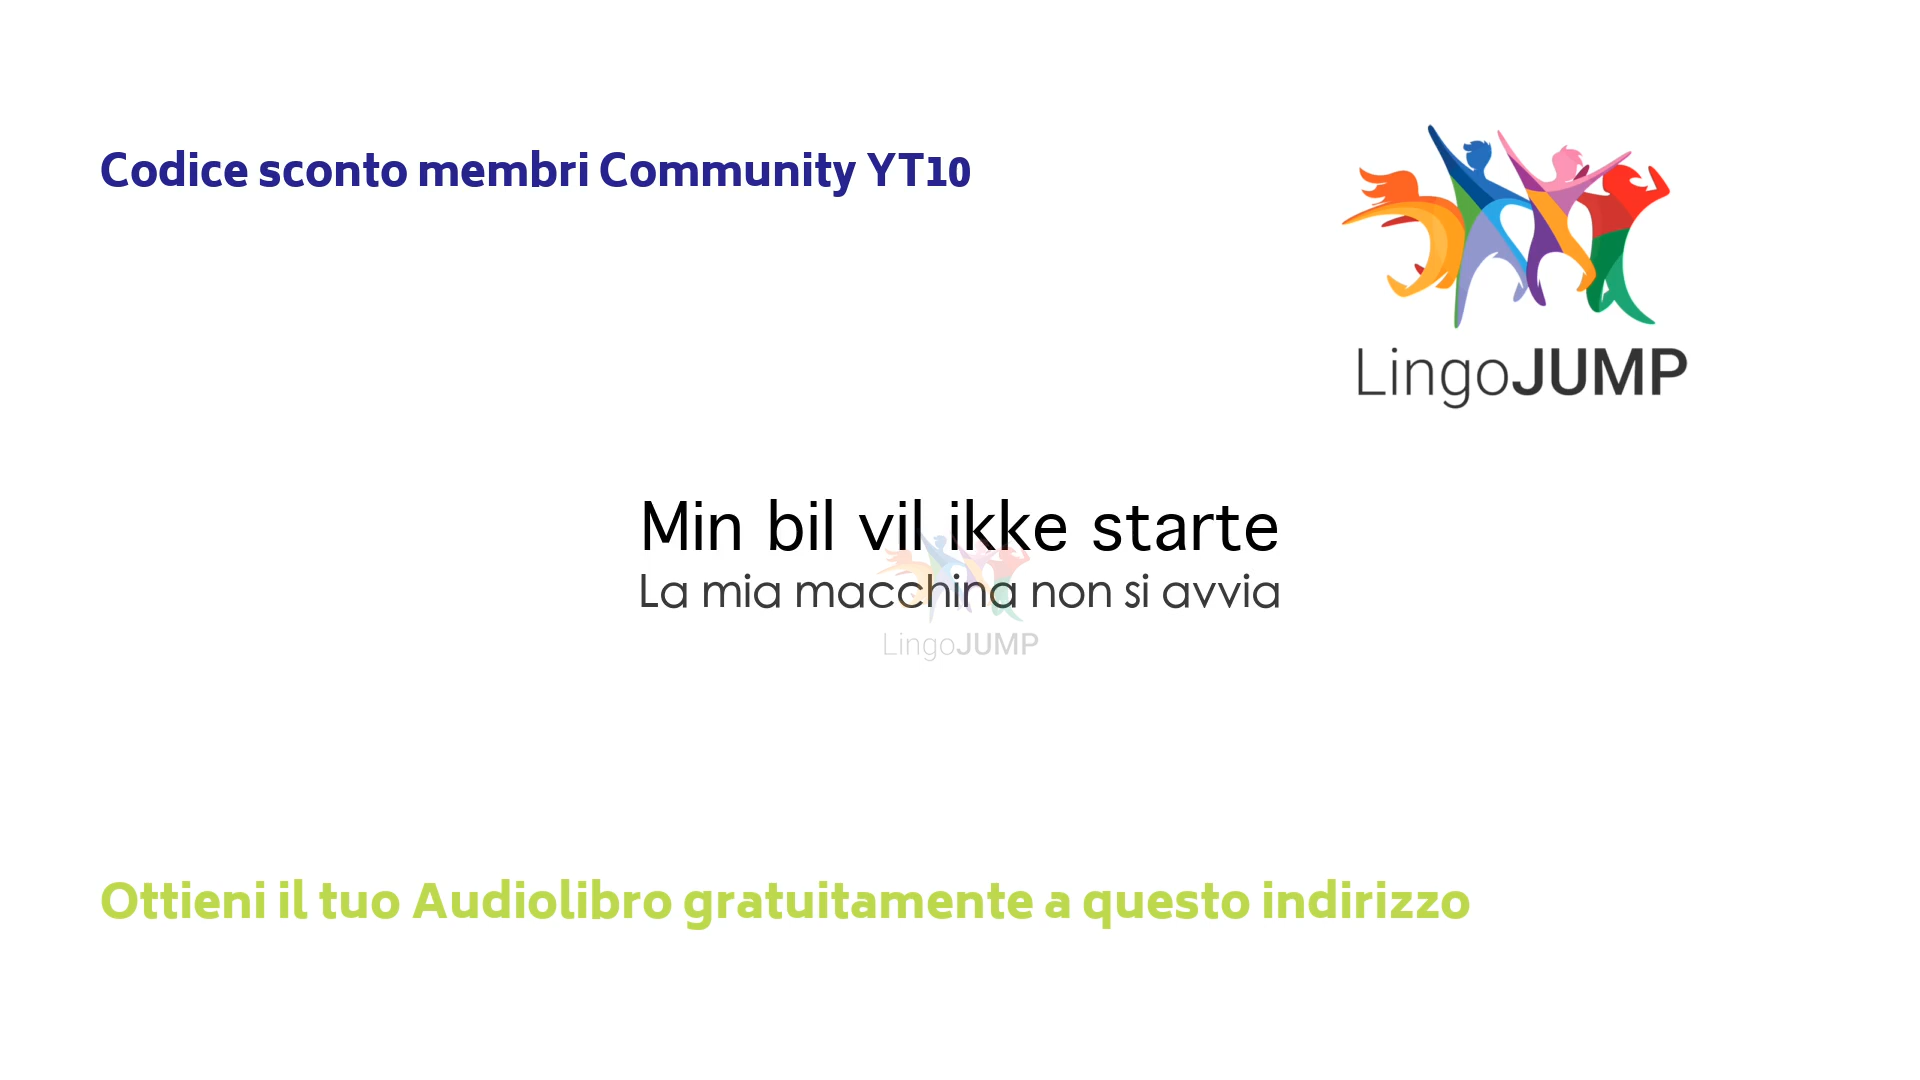 Codice sconto membri Community YT10
LingoJUMP
Min bil vil ikke starte
La mia macchina non si avvia
LingoJUMP
Ottieni il tuo Audiolibro gratuitamente a questo indirizzo